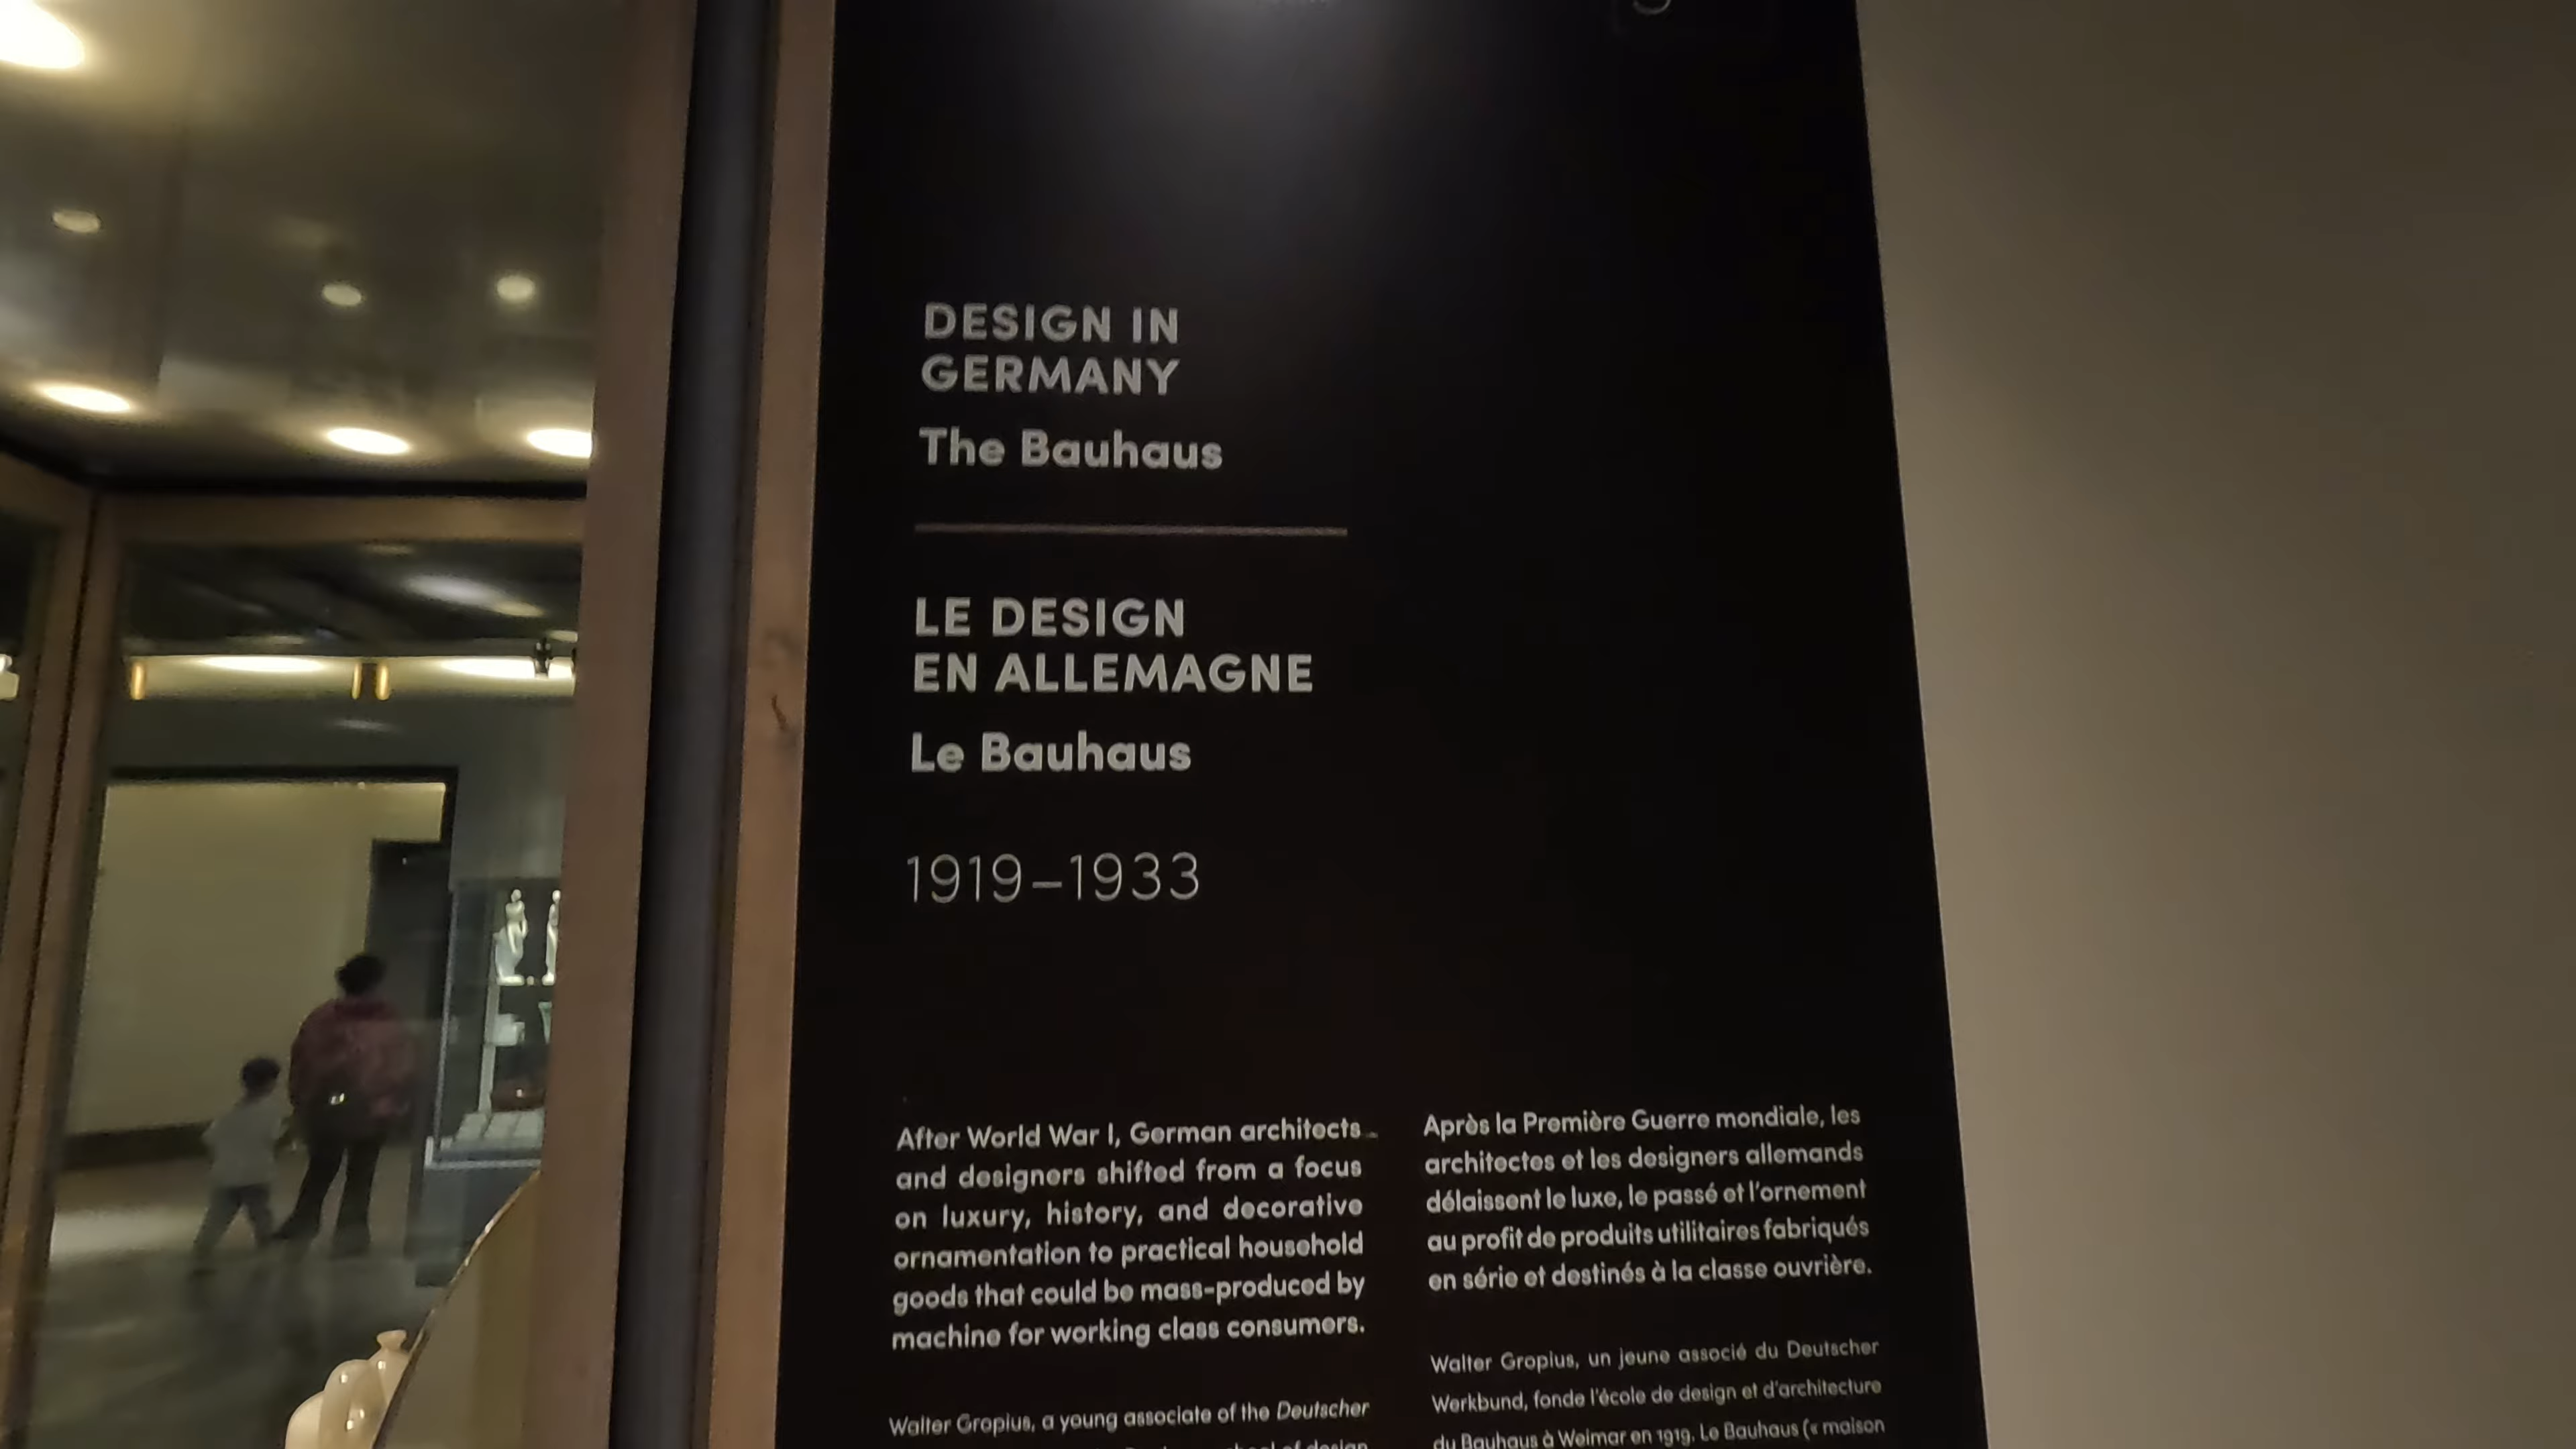 DESIGN IN
GERMANY
The Bauhaus
LE DESIGN
EN ALLEMAGNE
Le Bauhaus
1919–1933
After World War I, German architects
and designers shifted from a focus
on luxury, history, and decorative
ornamentation to practical household
goods that could be mass-produced by
machine for working class consumers.
Walter Gropius, a young associate of the Deutscher
school of design
Après la Première Guerre mondiale, les
architectes et les designers allemands
délaissent le luxe, le passé et l'ornement
au profit de produits utilitaires fabriqués
en série et destinés à la classe ouvrière.
Walter Gropius, un jeune associé du Deutscher
Werkbund, fonde l'école de design et d'architecture
du Bauhaus à Weimar en 1919. Le Bauhaus (« maison